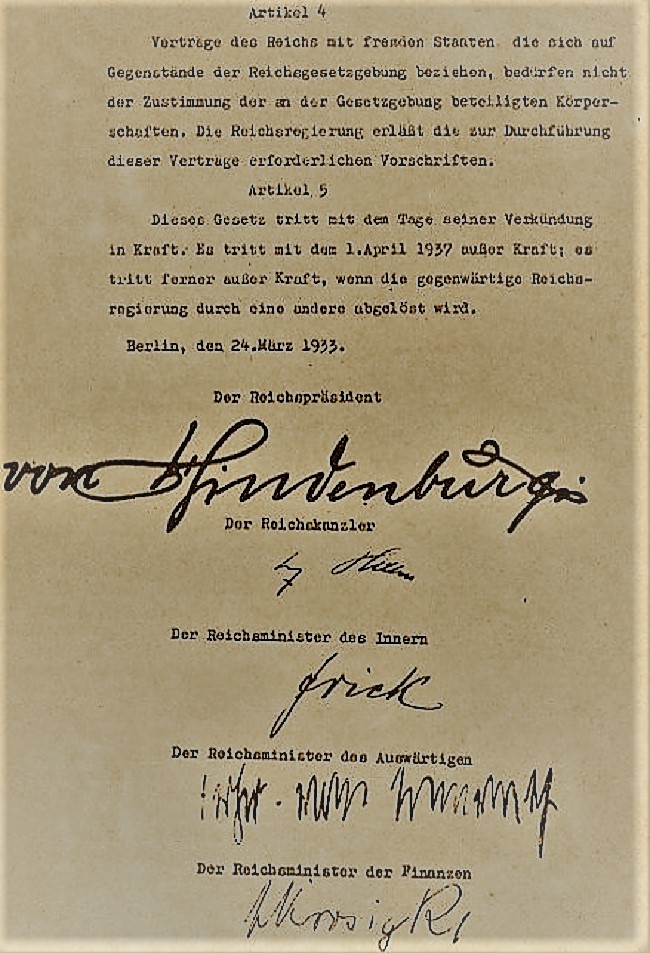 Artikel 4
Verträge des Reichs mit fremden Staaten, die sich auf
Gegenstände der Reichsgesetzgebung beziehen, bedürfen nicht
der Zustimmung der an der Gesetzgebung beteiligten Körper-
schaften. Die Reichsregierung erläßt die zur Durchführung
dieser Verträge erforderlichen Vorschriften.
Artikel 5
Dieses Gesetz tritt mit dem Tage seiner Verkündung
in Kraft. Es tritt mit dem 1.April 1937 außer Kraft; es
tritt ferner außer Kraft, wenn die gegenwärtige Reichs-
regierung durch eine andere abgelöst wird.
Berlin, den 24.März 1933.
Der Reichspräsident
von Hindenburg
Der Reichskanzler
Der Reichsminister des Innern
Frick
Der Reichsminister des Auswärtigen
Der Reichsminister der Finanzen
Krosigk